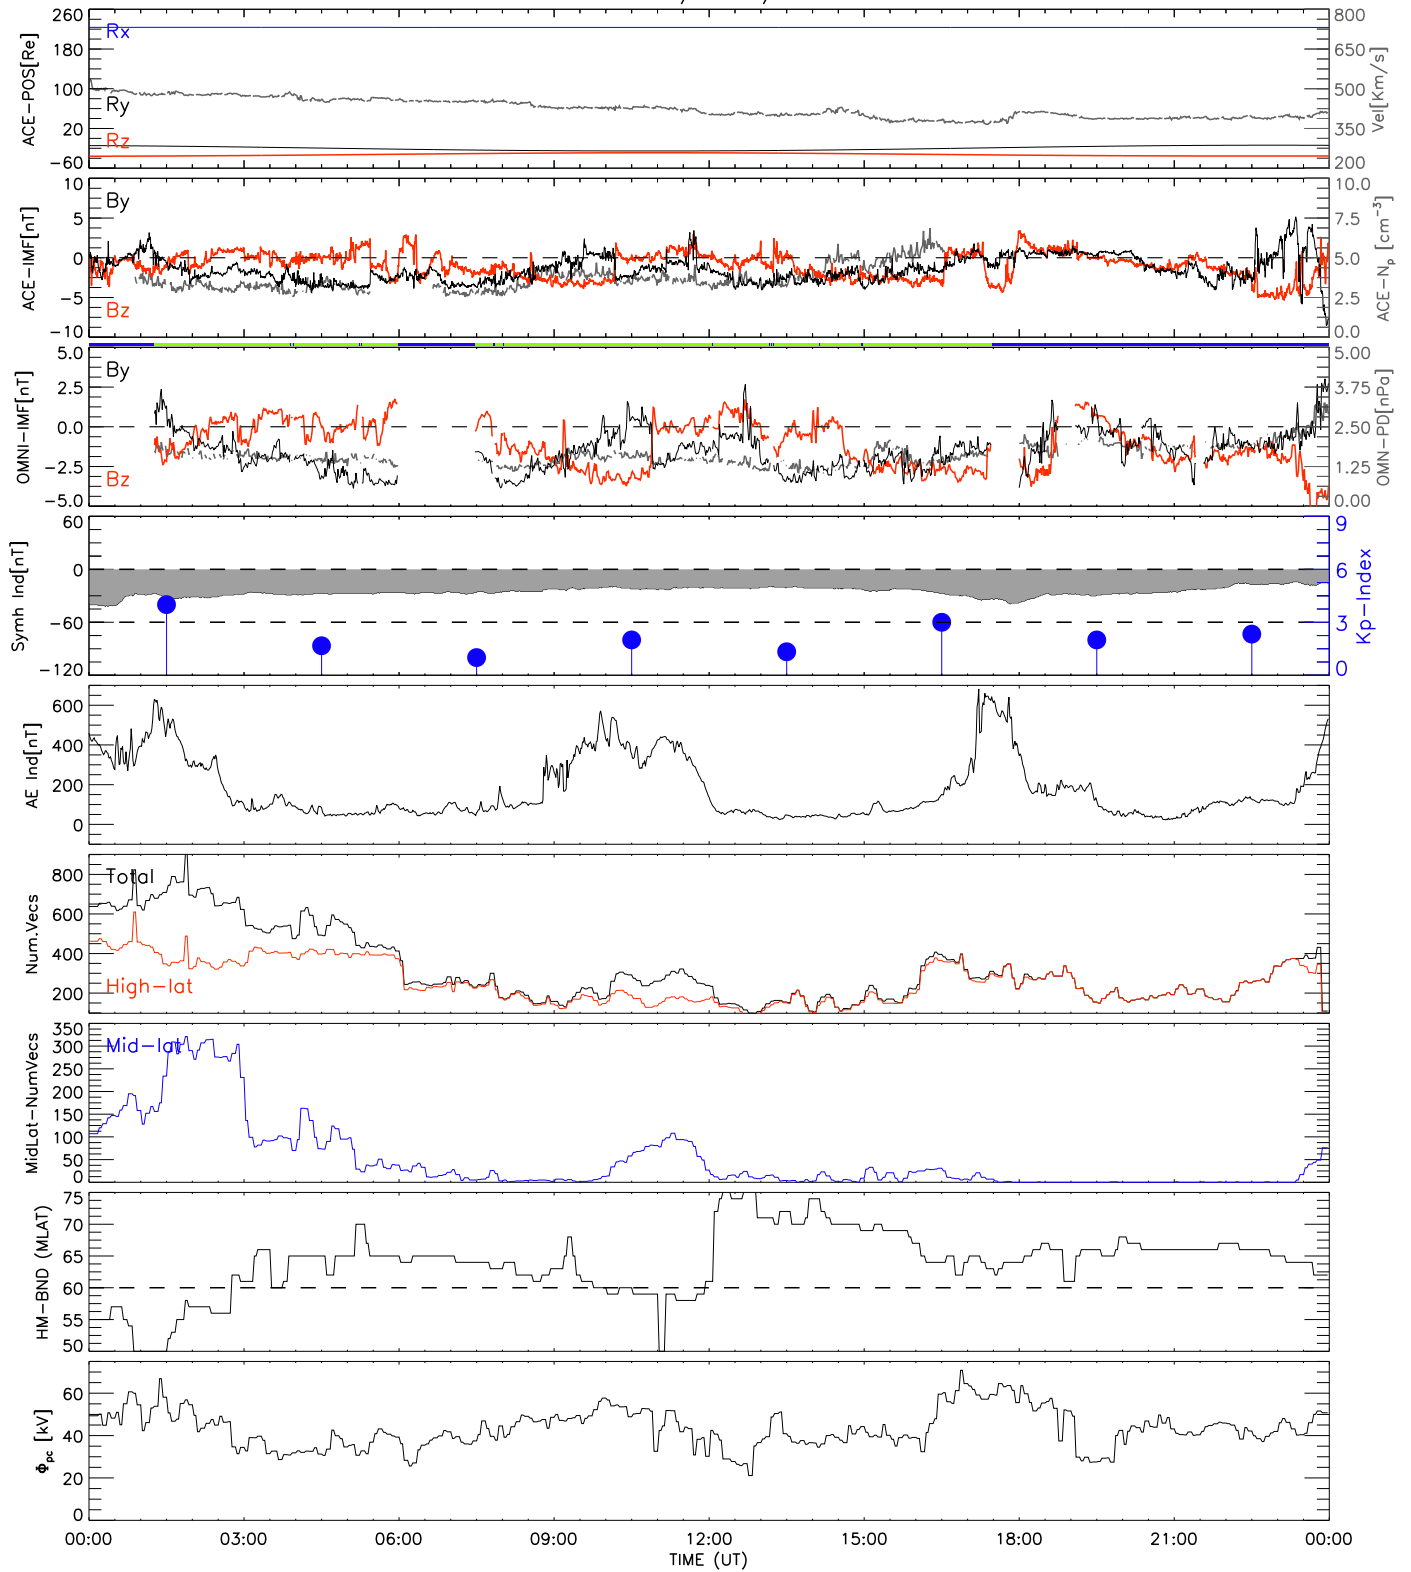 260
180
100
20
−60
ACE−POS[Re]
Rx
Ry
Rz
800
650
500
350
200
Vel[Km/s]
10
5
0
−5
−10
ACE−IMF[nT]
By
Bz
10.0
7.5
5.0
2.5
0.0
ACE−Np [cm−3]
5.0
2.5
0.0
−2.5
−5.0
OMNI−IMF[nT]
By
Bz
5.00
3.75
2.50
1.25
0.00
OMN−PD[nPa]
60
0
−60
−120
Symh Ind[nT]
9
6
3
0
Kp−Index
600
400
200
0
AE Ind[nT]
800
600
400
200
Num.Vecs
Total
High−lat
350
300
250
200
150
100
50
0
MidLat−NumVecs
Mid−lat
75
70
65
60
55
50
HM−BND (MLAT)
60
40
20
0
Φpc [kV]
00:00 03:00 06:00 09:00 12:00 15:00 18:00 21:00 00:00
TIME (UT)